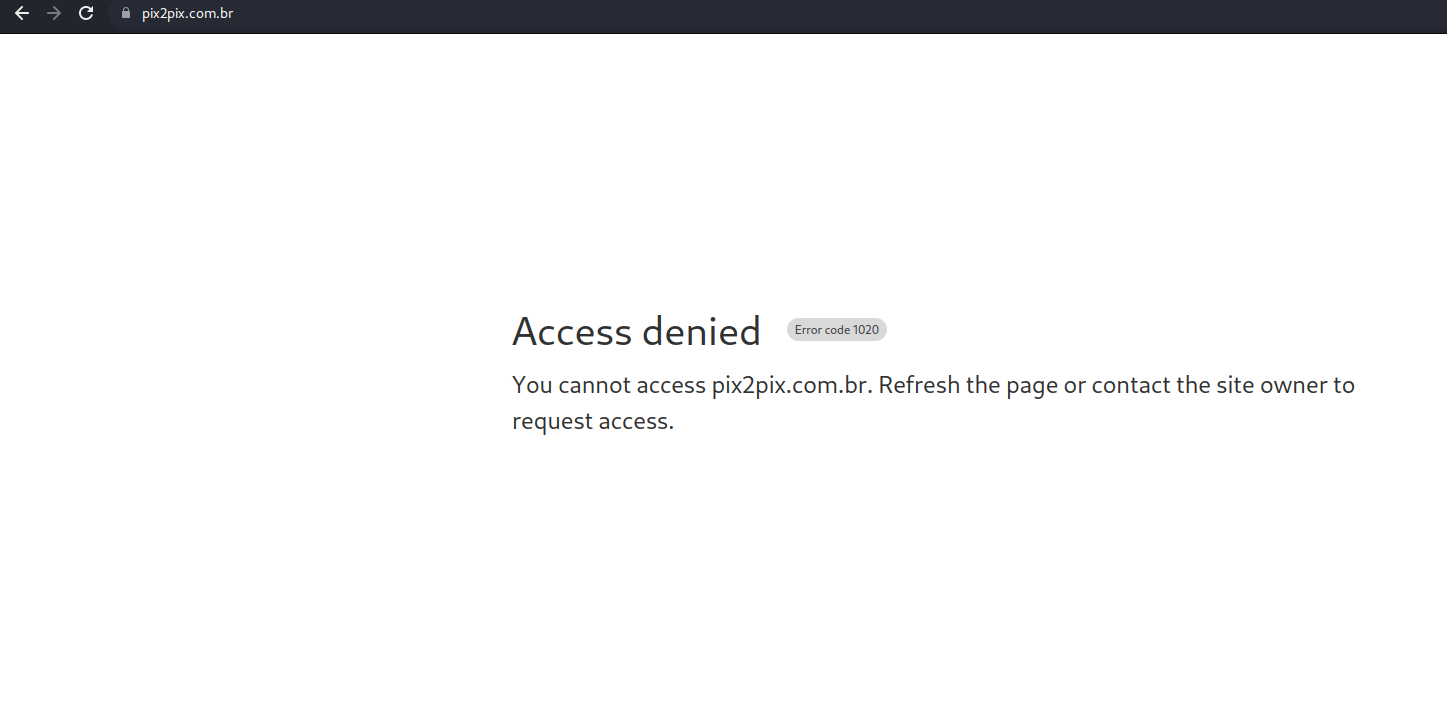 pix2pix.com.br
Access denied Error code 1020
You cannot access pix2pix.com.br. Refresh the page or contact the site owner to
request access.